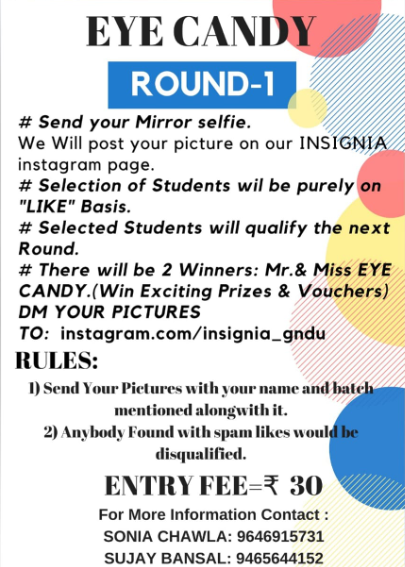 EYE CANDY
ROUND-1
# Send your Mirror selfie.
We Will post your picture on our INSIGNIA
instagram page.
# Selection of Students wil be purely on
"LIKE" Basis.
# Selected Students will qualify the next
Round.
# There will be 2 Winners: Mr.& Miss EYE
CANDY.(Win Exciting Prizes & Vouchers)
DM YOUR PICTURES
TO: instagram.com/insignia_gndu
RULES:
1) Send Your Pictures with your name and batch
mentioned alongwith it.
2) Anybody Found with spam likes would be
disqualified.
ENTRY FEE=₹ 30
For More Information Contact :
SONIA CHAWLA: 9646915731
SUJAY BANSAL: 9465644152